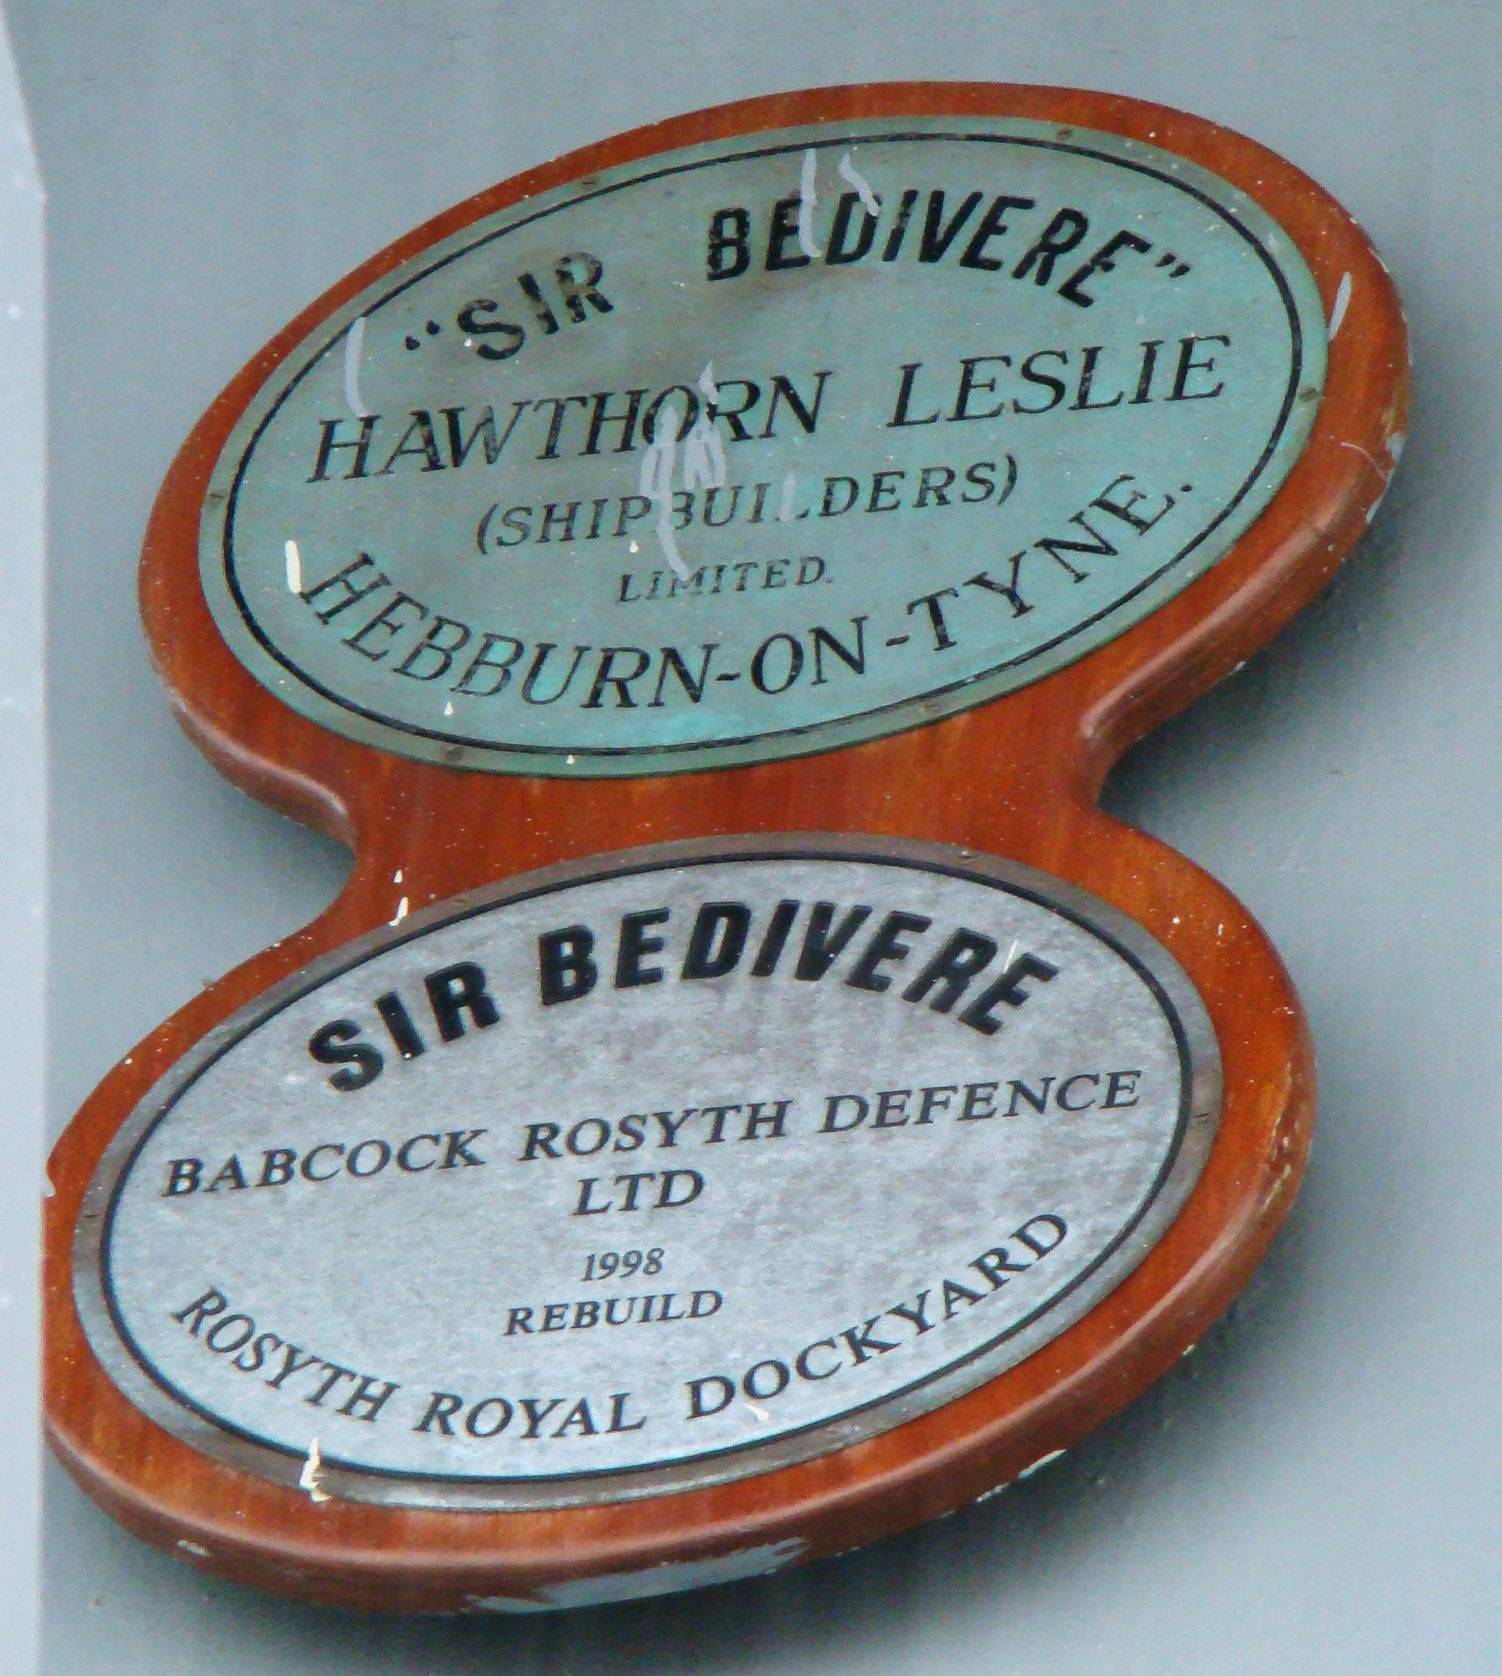 "SIR BEDIVERE"
HAWTHORN LESLIE
(SHIPBUILDERS)
LIMITED.
HEBBURN-ON-TYNE.
SIR BEDIVERE
BABCOCK ROSYTH DEFENCE
LTD
1998
REBUILD
ROSYTH ROYAL DOCKYARD